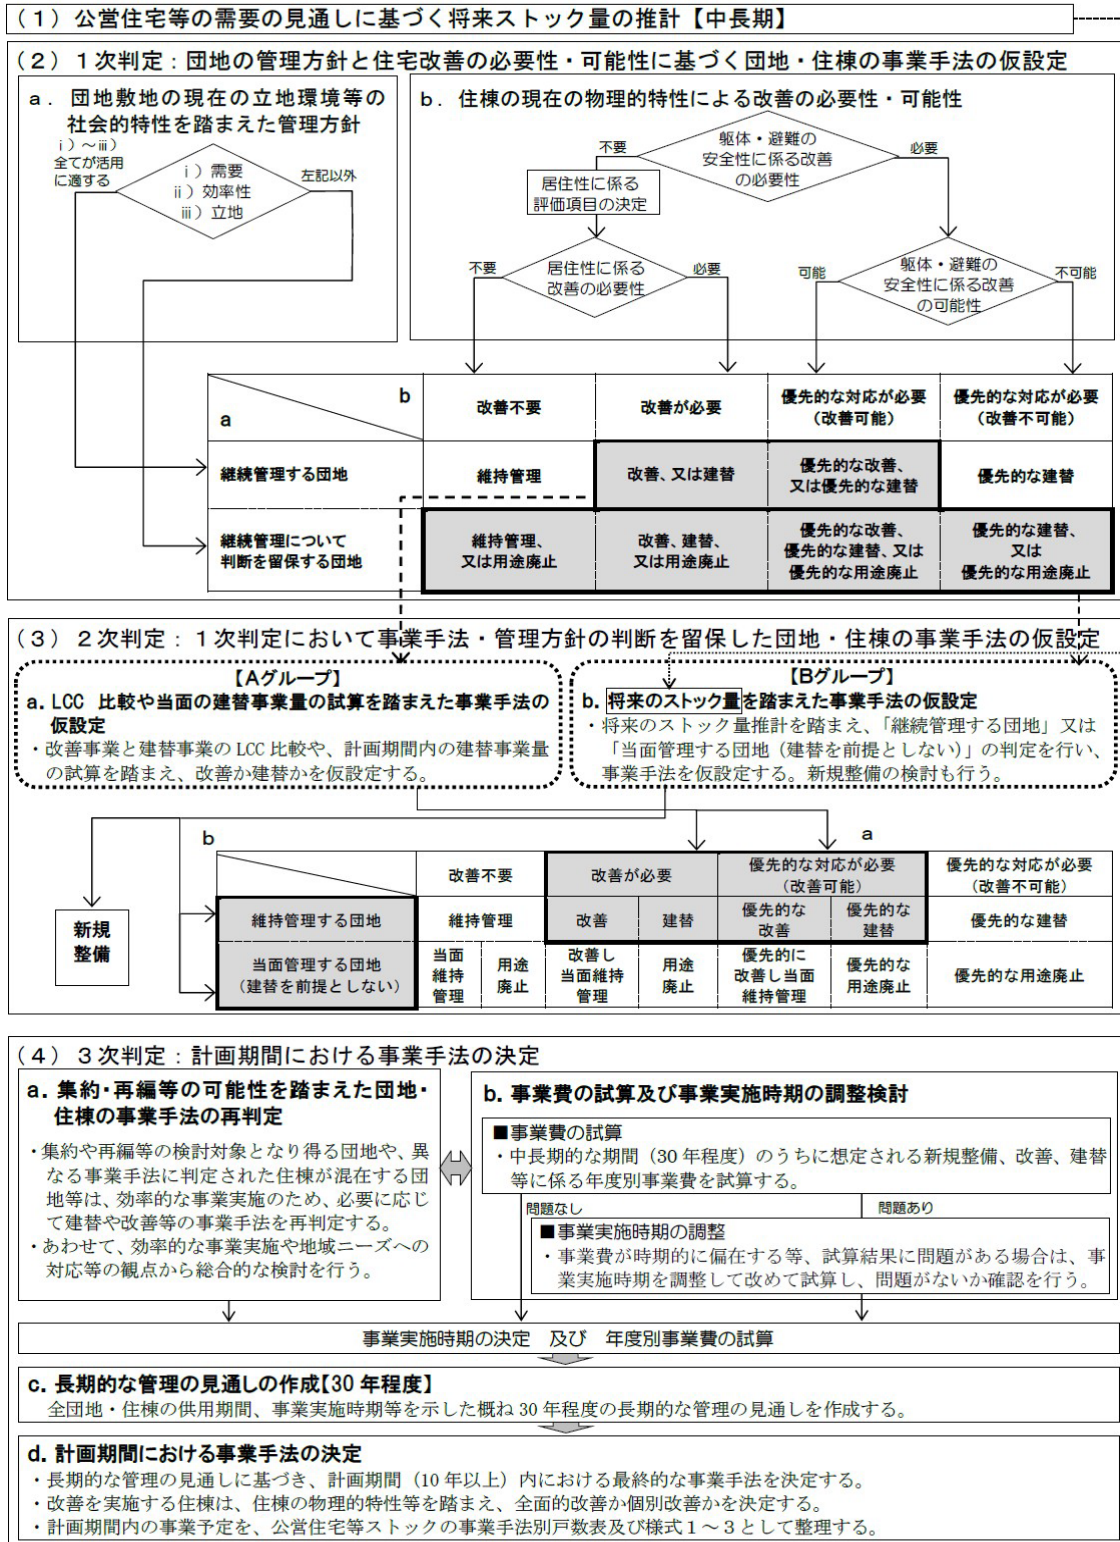 （１）公営住宅等の需要の見通しに基づく将来ストック量の推計【中長期】
（２）１次判定：団地の管理方針と住宅改善の必要性・可能性に基づく団地・住棟の事業手法の仮設定
a．団地敷地の現在の立地環境等の
社会的特性を踏まえた管理方針
ⅰ）～ⅲ）
全てが活用
に適する
ⅰ）需要
ⅱ）効率性
ⅲ）立地
左記以外
b．住棟の現在の物理的特性による改善の必要性・可能性
不要
躯体・避難の
安全性に係る改善
の必要性
必要
居住性に係る
評価項目の決定
不要
居住性に係る
改善の必要性
必要
可能
躯体・避難の
安全性に係る改善
の可能性
不可能
b
a
改善不要
改善が必要
優先的な対応が必要
（改善可能）
優先的な対応が必要
（改善不可能）
継続管理する団地
維持管理
改善、又は建替
優先的な改善、
又は優先的な建替
優先的な建替
継続管理について
判断を留保する団地
維持管理、
又は用途廃止
改善、建替、
又は用途廃止
優先的な改善、
優先的な建替、又は
優先的な用途廃止
優先的な建替、
又は
優先的な用途廃止
（３）２次判定：１次判定において事業手法・管理方針の判断を留保した団地・住棟の事業手法の仮設定
【Aグループ】
a. LCC 比較や当面の建替事業量の試算を踏まえた事業手法の
仮設定
・改善事業と建替事業の LCC 比較や、計画期間内の建替事業量
の試算を踏まえ、改善か建替かを仮設定する。
【Bグループ】
b. 将来のストック量を踏まえた事業手法の仮設定
・将来のストック量推計を踏まえ、「継続管理する団地」又は
「当面管理する団地（建替を前提としない）」の判定を行い、
事業手法を仮設定する。新規整備の検討も行う。
b
a
新規
整備
改善不要
改善が必要
優先的な対応が必要
（改善可能）
優先的な対応が必要
（改善不可能）
維持管理する団地
維持管理
改善
建替
優先的な
改善
優先的な
建替
優先的な建替
当面管理する団地
（建替を前提としない）
当面
維持
管理
用途
廃止
改善し
当面維持
管理
用途
廃止
優先的に
改善し当面
維持管理
優先的な
用途廃止
優先的な用途廃止
（４）３次判定：計画期間における事業手法の決定
a. 集約・再編等の可能性を踏まえた団地・
住棟の事業手法の再判定
・集約や再編等の検討対象となり得る団地や、異
なる事業手法に判定された住棟が混在する団
地等は、効率的な事業実施のため、必要に応じ
て建替や改善等の事業手法を再判定する。
・あわせて、効率的な事業実施や地域ニーズへの
対応等の観点から総合的な検討を行う。
b. 事業費の試算及び事業実施時期の調整検討
■事業費の試算
・中長期的な期間（30 年程度）のうちに想定される新規整備、改善、建替
等に係る年度別事業費を試算する。
問題なし
問題あり
■事業実施時期の調整
・事業費が時期的に偏在する等、試算結果に問題がある場合は、事
業実施時期を調整して改めて試算し、問題がないか確認を行う。
事業実施時期の決定　及び　年度別事業費の試算
c. 長期的な管理の見通しの作成【30 年程度】
全団地・住棟の供用期間、事業実施時期等を示した概ね 30 年程度の長期的な管理の見通しを作成する。
d. 計画期間における事業手法の決定
・長期的な管理の見通しに基づき、計画期間（10 年以上）内における最終的な事業手法を決定する。
・改善を実施する住棟は、住棟の物理的特性等を踏まえ、全面的改善か個別改善かを決定する。
・計画期間内の事業予定を、公営住宅等ストックの事業手法別戸数表及び様式１～３として整理する。